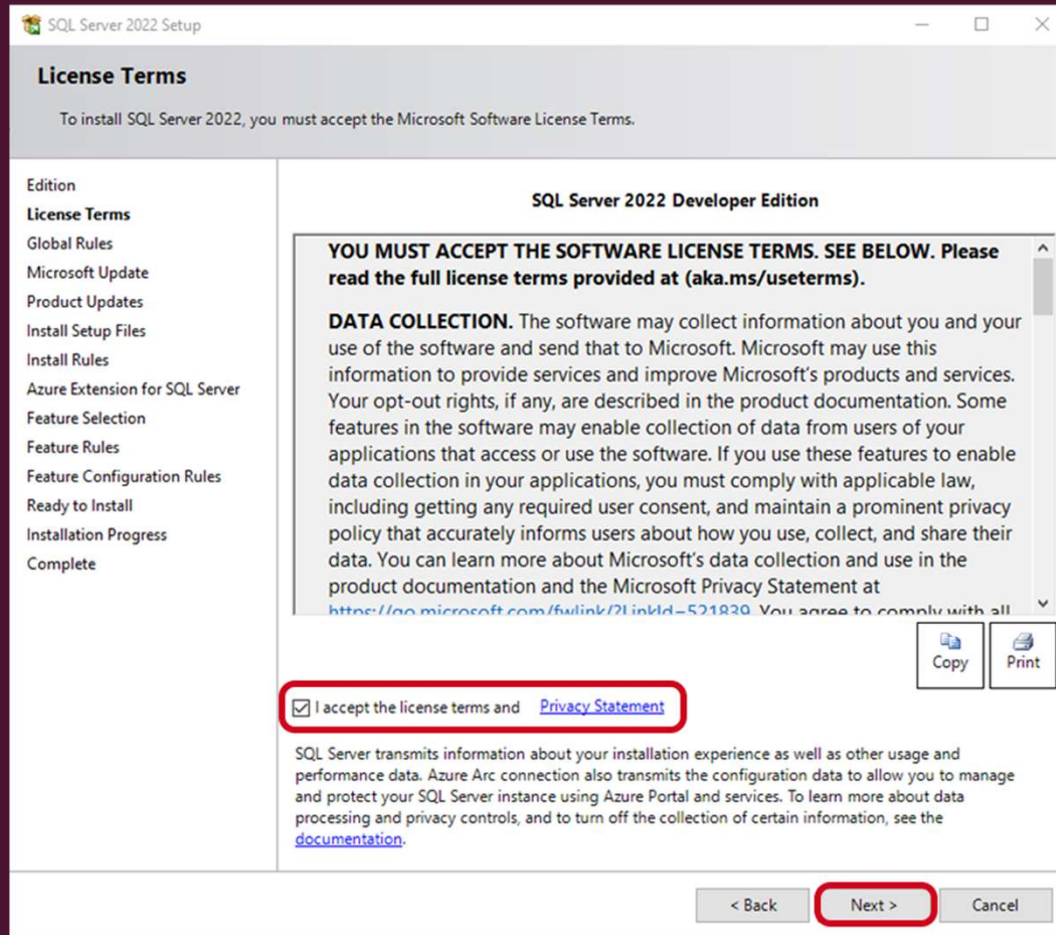 SQL Server 2022 Setup
License Terms
To install SQL Server 2022, you must accept the Microsoft Software License Terms.
Edition
License Terms
Global Rules
Microsoft Update
Product Updates
Install Setup Files
Install Rules
Azure Extension for SQL Server
Feature Selection
Feature Rules
Feature Configuration Rules
Ready to Install
Installation Progress
Complete
SQL Server 2022 Developer Edition
YOU MUST ACCEPT THE SOFTWARE LICENSE TERMS. SEE BELOW. Please
read the full license terms provided at (aka.ms/useterms).
DATA COLLECTION. The software may collect information about you and your
use of the software and send that to Microsoft. Microsoft may use this
information to provide services and improve Microsoft's products and services.
Your opt-out rights, if any, are described in the product documentation. Some
features in the software may enable collection of data from users of your
applications that access or use the software. If you use these features to enable
data collection in your applications, you must comply with applicable law,
including getting any required user consent, and maintain a prominent privacy
policy that accurately informs users about how you use, collect, and share their
data. You can learn more about Microsoft's data collection and use in the
product documentation and the Microsoft Privacy Statement at
https://go.microsoft.com/fwlink/?LinkId=521839. You agree to comply with all
Copy
Print
I accept the license terms and Privacy Statement
SQL Server transmits information about your installation experience as well as other usage and
performance data. Azure Arc connection also transmits the configuration data to allow you to manage
and protect your SQL Server instance using Azure Portal and services. To learn more about data
processing and privacy controls, and to turn off the collection of certain information, see the
documentation.
< Back
Next >
Cancel